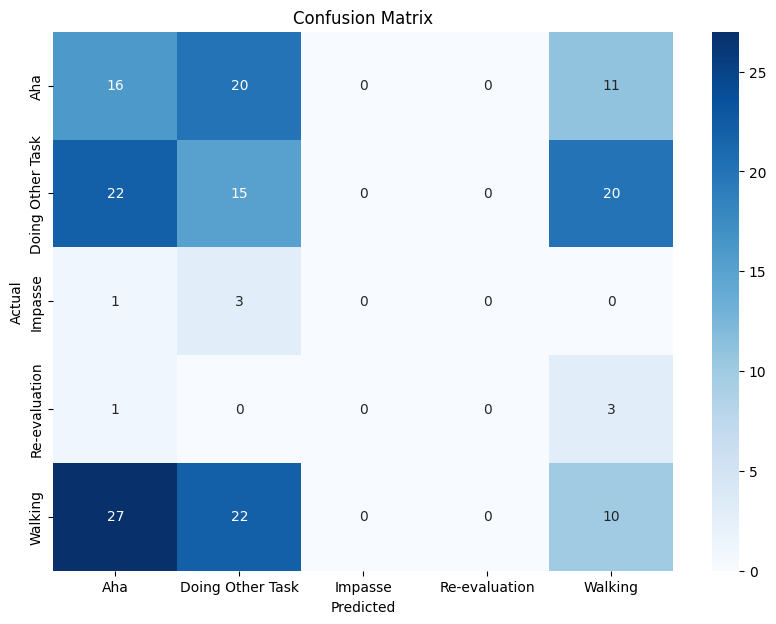 Confusion Matrix
Actual
Aha
16 20 0 0 11
Doing Other Task
22 15 0 0 20
Impasse
1 3 0 0 0
Re-evaluation
1 0 0 0 3
Walking
27 22 0 0 10
Aha Doing Other Task Impasse Re-evaluation Walking
Predicted
25
20
15
10
5
0